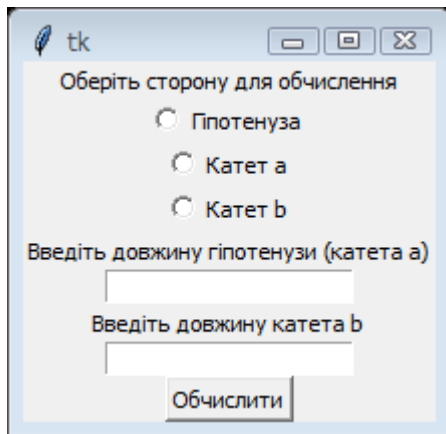 tk
Оберіть сторону для обчислення
Гіпотенуза
Катет a
Катет b
Введіть довжину гіпотенузи (катета a)
Введіть довжину катета b
Обчислити